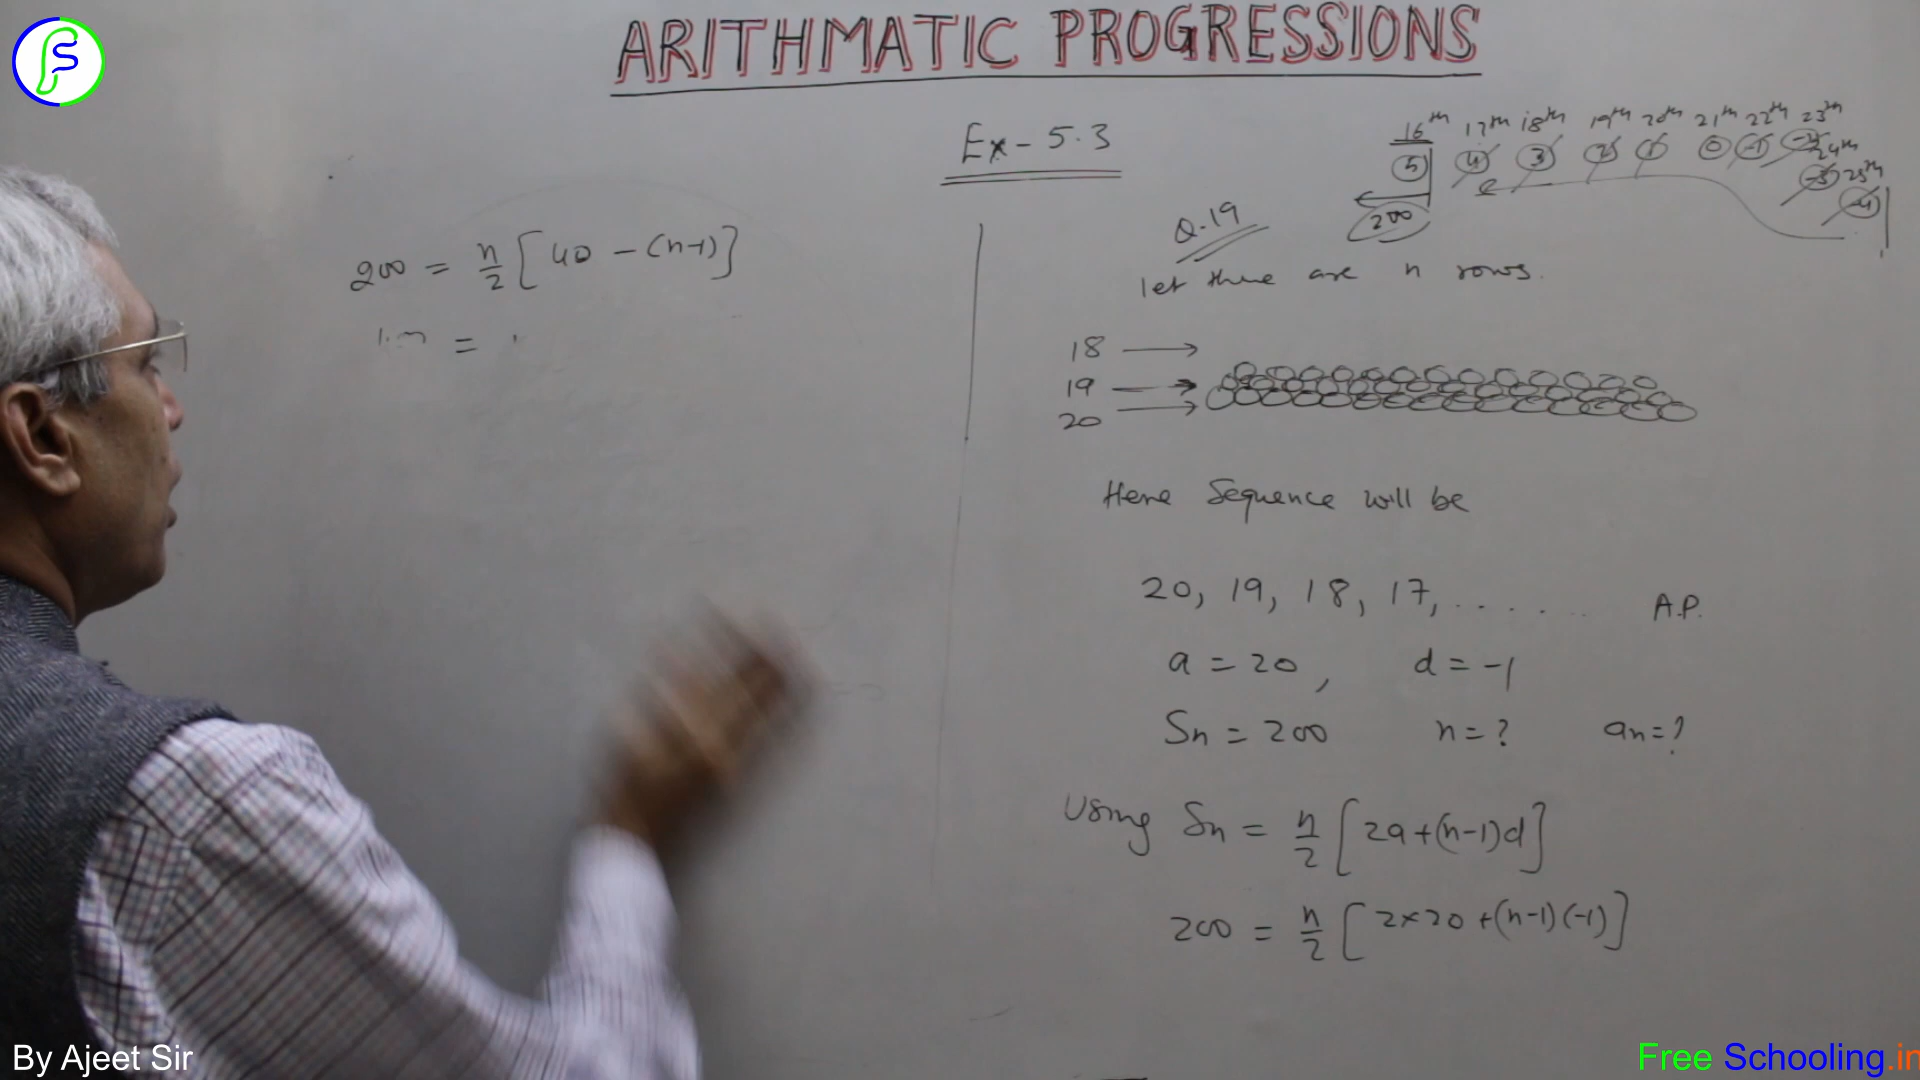 ARITHMATIC PROGRESSIONS
Ex - 5.3
16th 17th 18th 19th 20th 21th 22th 23th
5 4 3 2 1 0 -1 -2
24th
-3 25th
-4
200
Q.19
let there are n rows.
18
19
20
Here Sequence will be
20, 19, 18, 17, ....... A.P.
a = 20, d = -1
Sn = 200 n = ? an = ?
Using Sn = n/2 [2a+(n-1)d]
200 = n/2 [2×20 +(n-1)(-1)]
200 = n/2 [40 - (n-1)]
=
By Ajeet Sir
Free Schooling.in